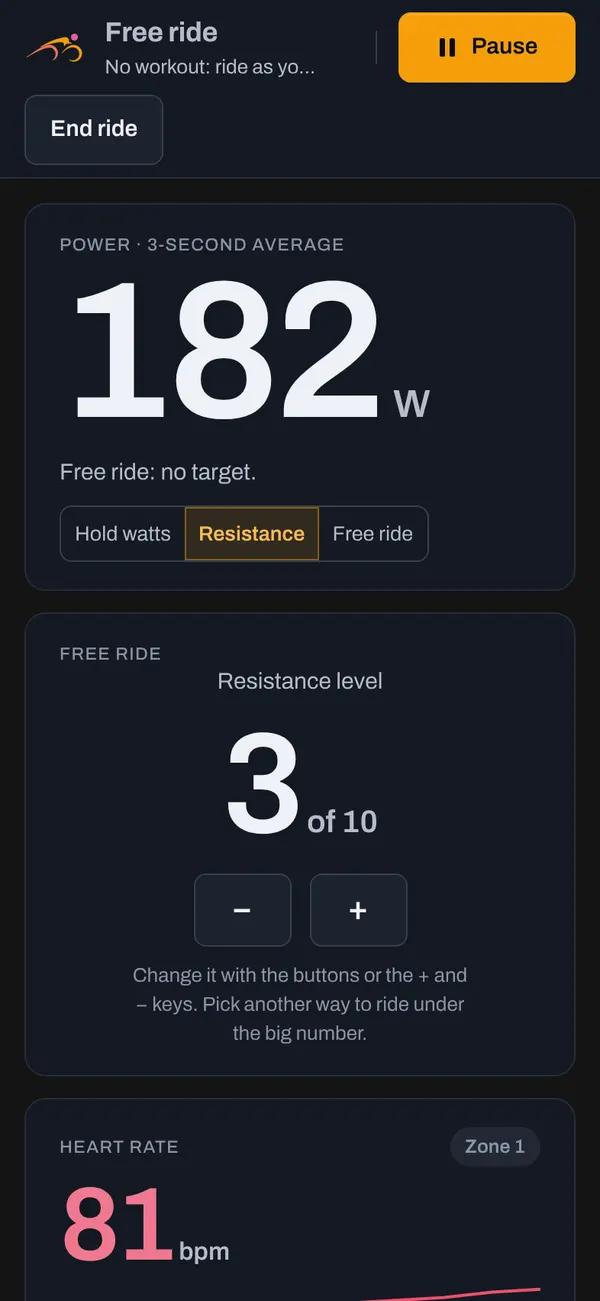 Free ride
No workout: ride as yo...
Pause
End ride
POWER · 3-SECOND AVERAGE
182 W
Free ride: no target.
Hold watts Resistance Free ride
FREE RIDE
Resistance level
3 of 10
− +
Change it with the buttons or the + and
− keys. Pick another way to ride under
the big number.
HEART RATE
Zone 1
81 bpm